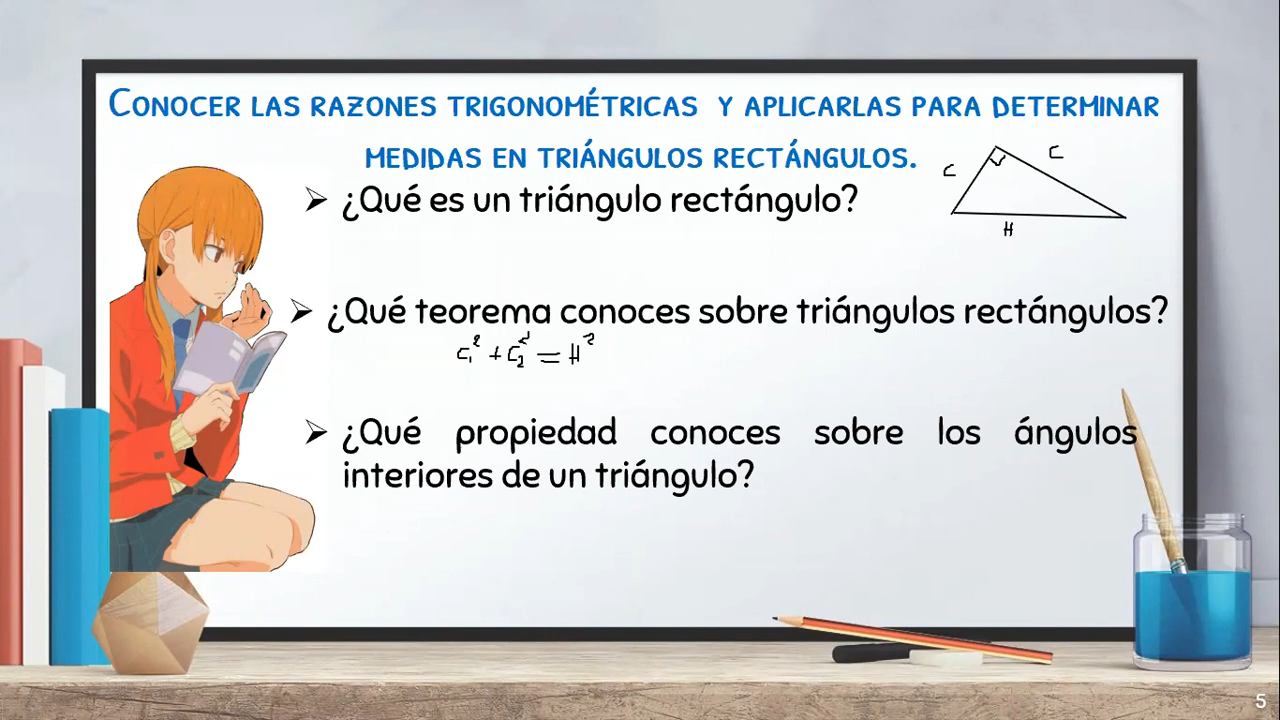 CONOCER LAS RAZONES TRIGONOMÉTRICAS Y APLICARLAS PARA DETERMINAR
MEDIDAS EN TRIÁNGULOS RECTÁNGULOS.
C
C
H
➢ ¿Qué es un triángulo rectángulo?
➢ ¿Qué teorema conoces sobre triángulos rectángulos?
C₁² + C₂² = H²
➢ ¿Qué propiedad conoces sobre los ángulos
interiores de un triángulo?
5